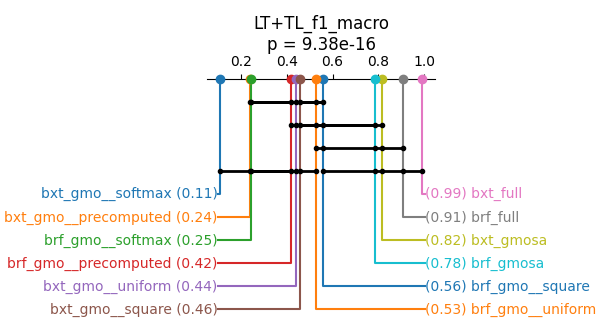 LT+TL_f1_macro
p = 9.38e-16
0.2 0.4 0.6 0.8 1.0
bxt_gmo__softmax (0.11) (0.99) bxt_full
bxt_gmo__precomputed (0.24) (0.91) brf_full
brf_gmo__softmax (0.25) (0.82) bxt_gmosa
brf_gmo__precomputed (0.42) (0.78) brf_gmosa
bxt_gmo__uniform (0.44) (0.56) brf_gmo__square
bxt_gmo__square (0.46) (0.53) brf_gmo__uniform